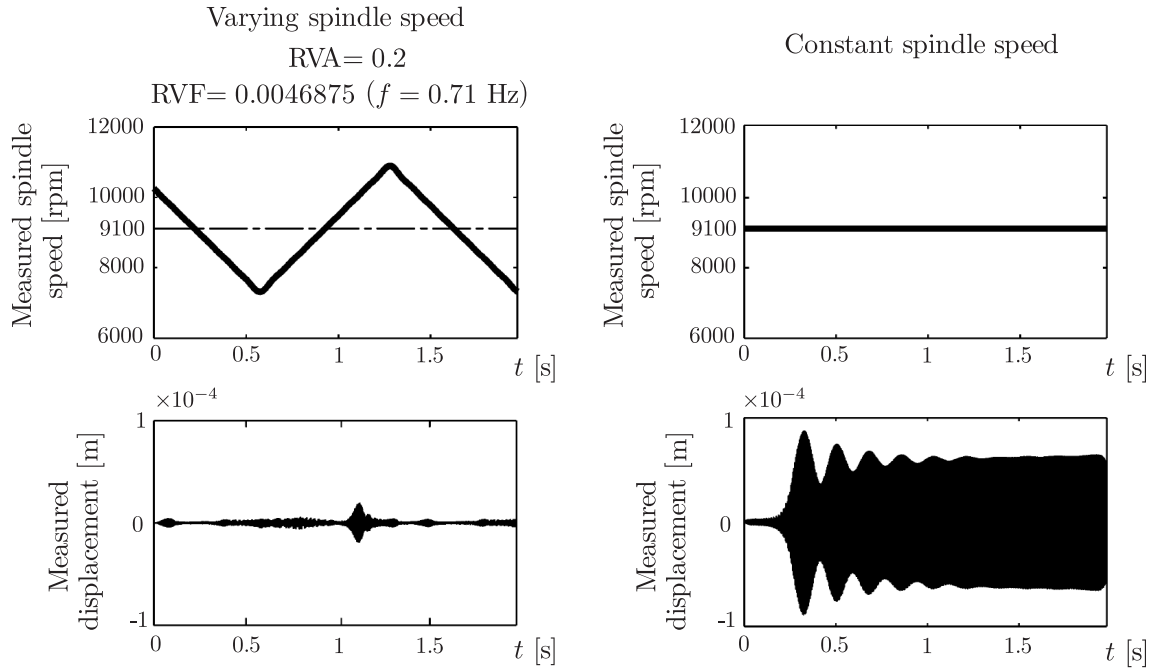 Varying spindle speed
RVA= 0.2
RVF= 0.0046875 (f = 0.71 Hz)
Measured spindle
speed [rpm]
12000
10000
9100
8000
6000
0
0.5
1
1.5
t [s]
Constant spindle speed
Measured spindle
speed [rpm]
12000
10000
9100
8000
6000
0
0.5
1
1.5
t [s]
×10⁻⁴
Measured
displacement [m]
1
0
-1
0
0.5
1
1.5
t [s]
×10⁻⁴
Measured
displacement [m]
1
0
-1
0
0.5
1
1.5
t [s]